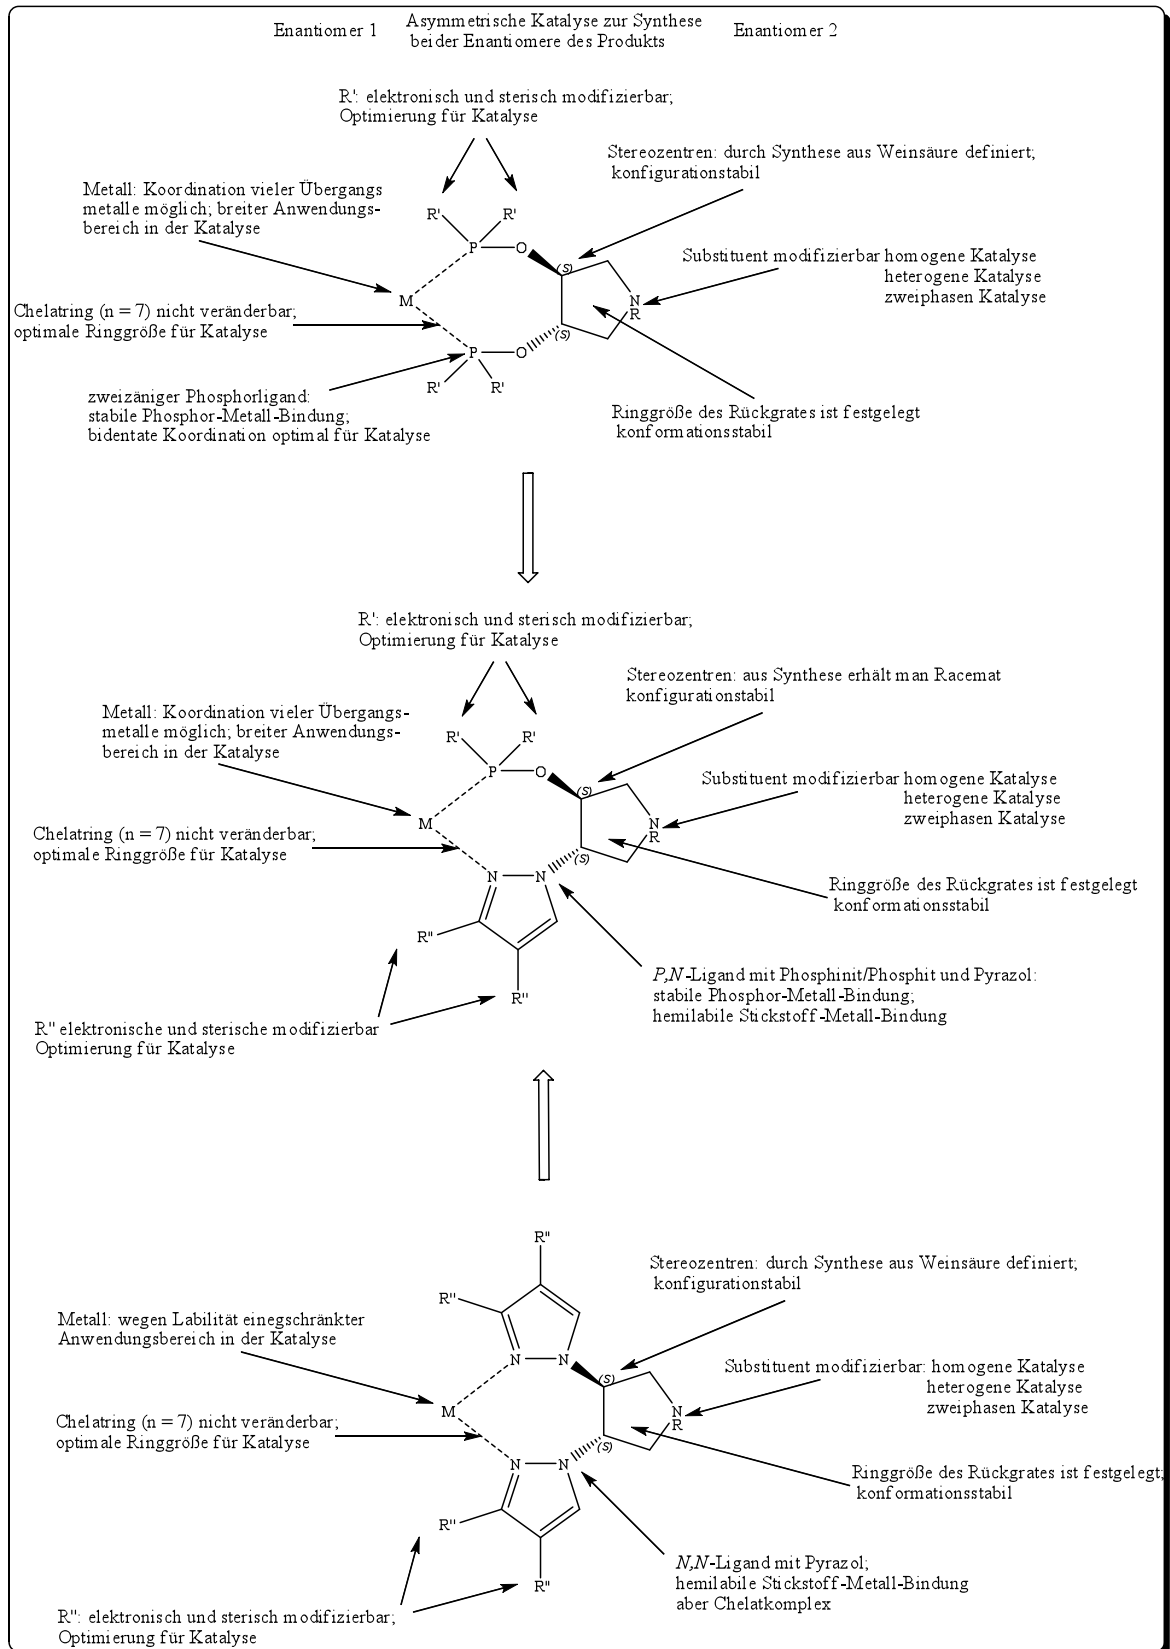 Enantiomer 1
Asymmetrische Katalyse zur Synthese
beider Enantiomere des Produkts
Enantiomer 2
R': elektronisch und sterisch modifizierbar;
Optimierung für Katalyse
Stereozentren: durch Synthese aus Weinsäure definiert;
konfigurationstabil
Metall: Koordination vieler Übergangs
metalle möglich; breiter Anwendungs-
bereich in der Katalyse
R'
R'
P
O
(S)
Substituent modifizierbar homogene Katalyse
heterogene Katalyse
zweiphasen Katalyse
M
N
R
Chelatring (n = 7) nicht veränderbar;
optimale Ringgröße für Katalyse
(S)
P
O
R'
R'
zweizäniger Phosphorligand:
stabile Phosphor-Metall-Bindung;
bidentate Koordination optimal für Katalyse
Ringgröße des Rückgrates ist festgelegt
konformationsstabil
R': elektronisch und sterisch modifizierbar;
Optimierung für Katalyse
Stereozentren: aus Synthese erhält man Racemat
konfigurationstabil
Metall: Koordination vieler Übergangs-
metalle möglich; breiter Anwendungs-
bereich in der Katalyse
R'
R'
P
O
(S)
Substituent modifizierbar homogene Katalyse
heterogene Katalyse
zweiphasen Katalyse
M
N
R
Chelatring (n = 7) nicht veränderbar;
optimale Ringgröße für Katalyse
(S)
N
N
Ringgröße des Rückgrates ist festgelegt
konformationsstabil
R"
R"
P,N-Ligand mit Phosphinit/Phosphit und Pyrazol:
stabile Phosphor-Metall-Bindung;
hemilabile Stickstoff-Metall-Bindung
R" elektronische und sterische modifizierbar
Optimierung für Katalyse
R"
Stereozentren: durch Synthese aus Weinsäure definiert;
konfigurationstabil
R"
Metall: wegen Labilität einegschränkter
Anwendungsbereich in der Katalyse
N
N
(S)
Substituent modifizierbar: homogene Katalyse
heterogene Katalyse
zweiphasen Katalyse
M
N
R
Chelatring (n = 7) nicht veränderbar;
optimale Ringgröße für Katalyse
(S)
N
N
Ringgröße des Rückgrates ist festgelegt;
konformationsstabil
R"
R"
N,N-Ligand mit Pyrazol;
hemilabile Stickstoff-Metall-Bindung
aber Chelatkomplex
R": elektronisch und sterisch modifizierbar;
Optimierung für Katalyse